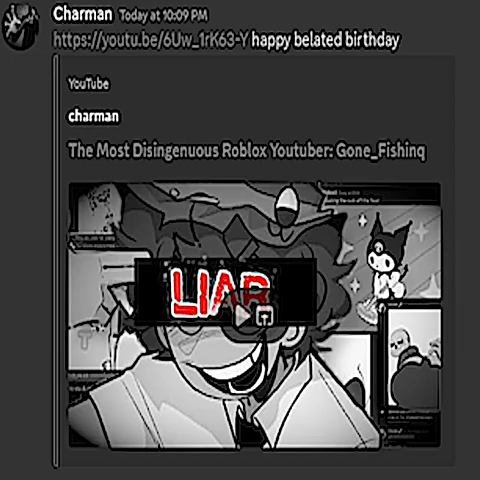 Charman Today at 10:09 PM
https://youtu.be/6Uw_1rK63-Y happy belated birthday
YouTube
charman
The Most Disingenuous Roblox Youtuber: Gone_Fishinq
LIAR